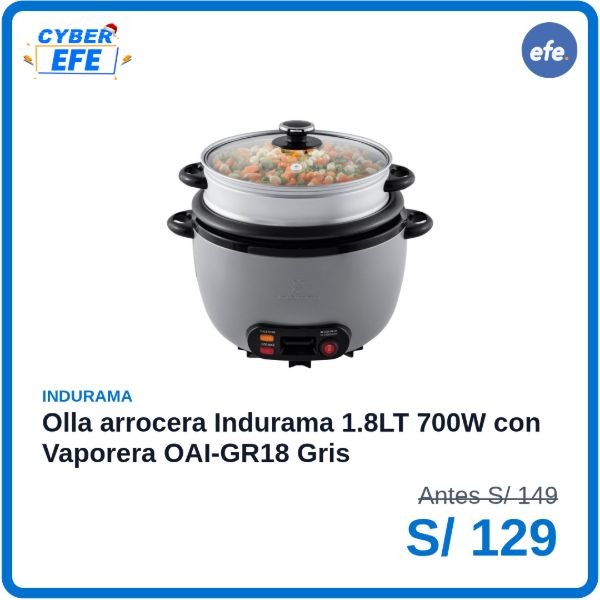 CYBER
EFE
efe.
INDURAMA
Olla arrocera Indurama 1.8LT 700W con
Vaporera OAI-GR18 Gris
Antes S/ 149
S/ 129